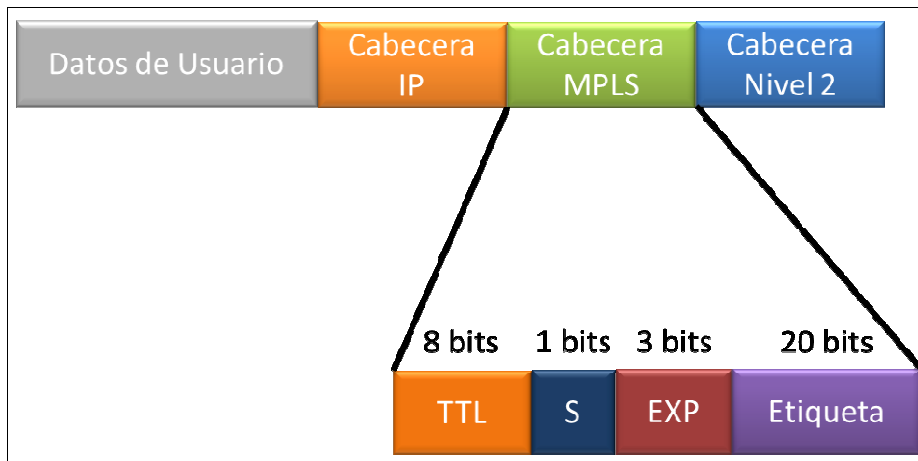 Datos de Usuario
Cabecera
IP
Cabecera
MPLS
Cabecera
Nivel 2
8 bits
1 bits
3 bits
20 bits
TTL
S
EXP
Etiqueta